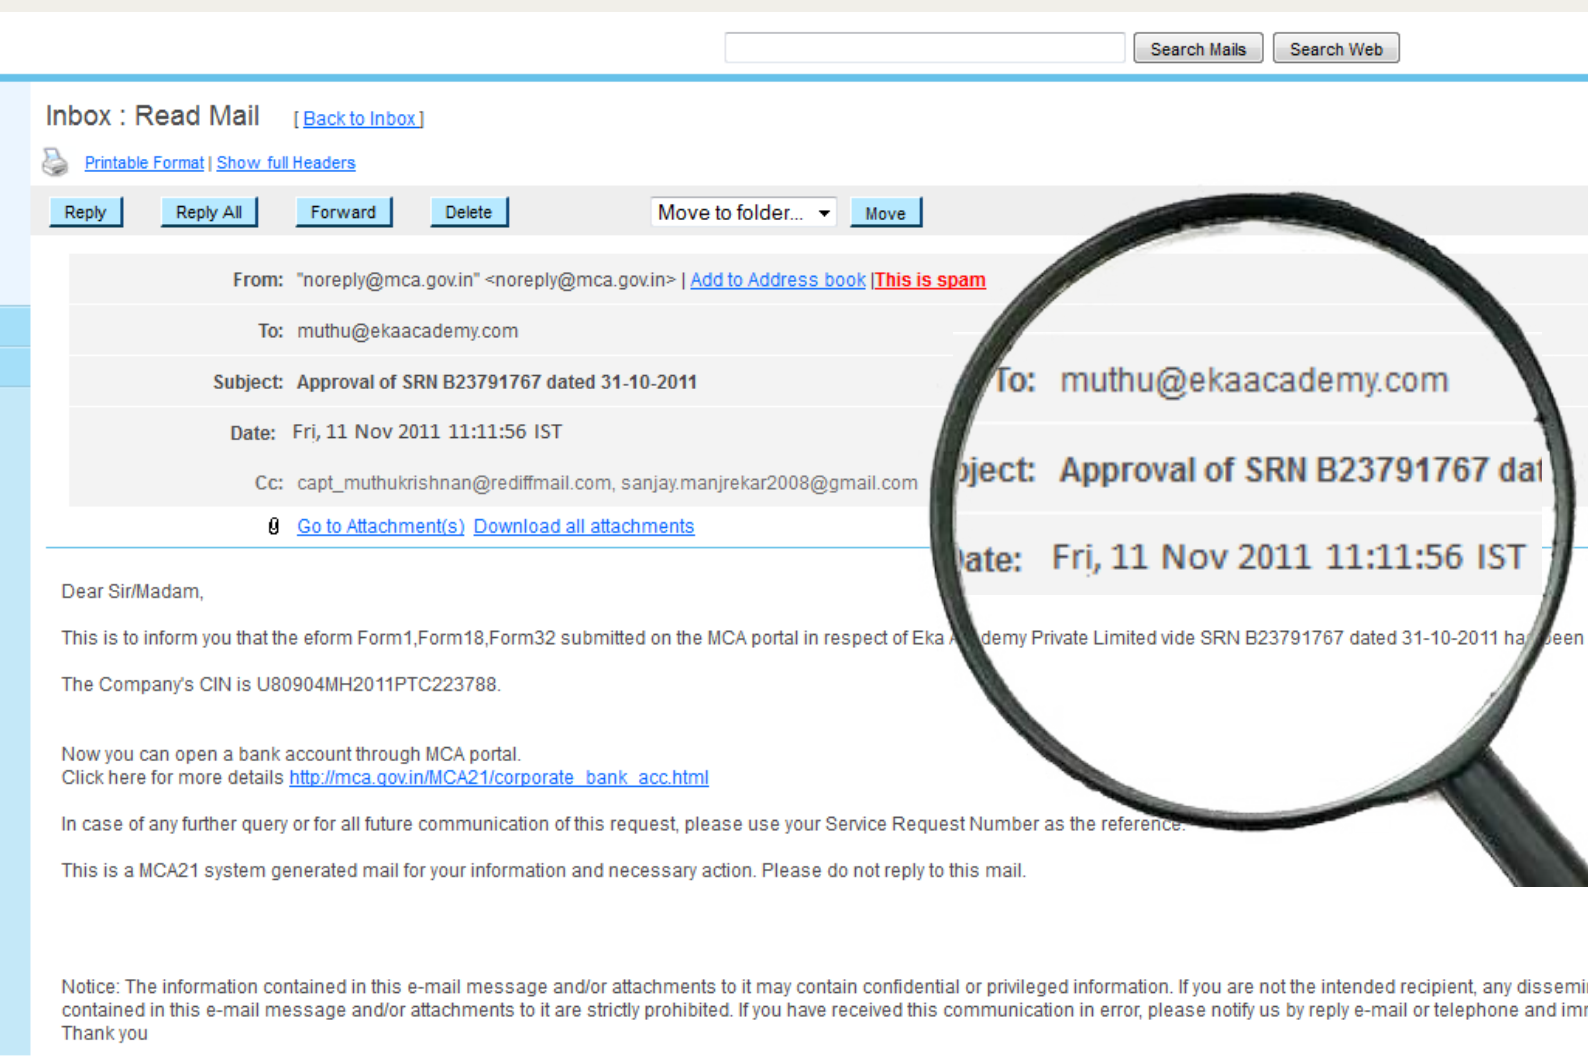 Search Mails Search Web
Inbox : Read Mail [ Back to Inbox ]
Printable Format | Show full Headers
Reply Reply All Forward Delete Move to folder... Move
From: "noreply@mca.gov.in" <noreply@mca.gov.in> | Add to Address book |This is spam
To: muthu@ekaacademy.com
Subject: Approval of SRN B23791767 dated 31-10-2011
Date: Fri, 11 Nov 2011 11:11:56 IST
Cc: capt_muthukrishnan@rediffmail.com, sanjay.manjrekar2008@gmail.com
Go to Attachment(s) Download all attachments
To: muthu@ekaacademy.com
bject: Approval of SRN B23791767 dat
ate: Fri, 11 Nov 2011 11:11:56 IST
Dear Sir/Madam,
This is to inform you that the eform Form1,Form18,Form32 submitted on the MCA portal in respect of Eka A demy Private Limited vide SRN B23791767 dated 31-10-2011 ha been
The Company's CIN is U80904MH2011PTC223788.
Now you can open a bank account through MCA portal.
Click here for more details http://mca.gov.in/MCA21/corporate_bank_acc.html
In case of any further query or for all future communication of this request, please use your Service Request Number as the reference.
This is a MCA21 system generated mail for your information and necessary action. Please do not reply to this mail.
Notice: The information contained in this e-mail message and/or attachments to it may contain confidential or privileged information. If you are not the intended recipient, any dissemi
contained in this e-mail message and/or attachments to it are strictly prohibited. If you have received this communication in error, please notify us by reply e-mail or telephone and imm
Thank you